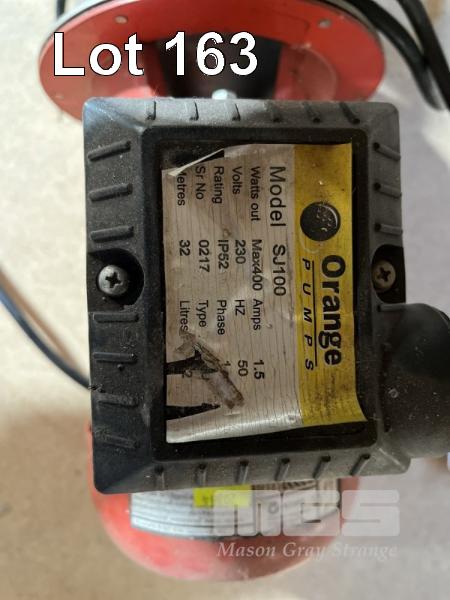 Lot 163
Orange
PUMPS
Model SJ100
Watts out Max400 Amps 1.5
Volts 230 HZ 50
Rating IP52 Phase
Sr No 0217 Type
Metres 32 Litres
MGS
Mason Gray Strange